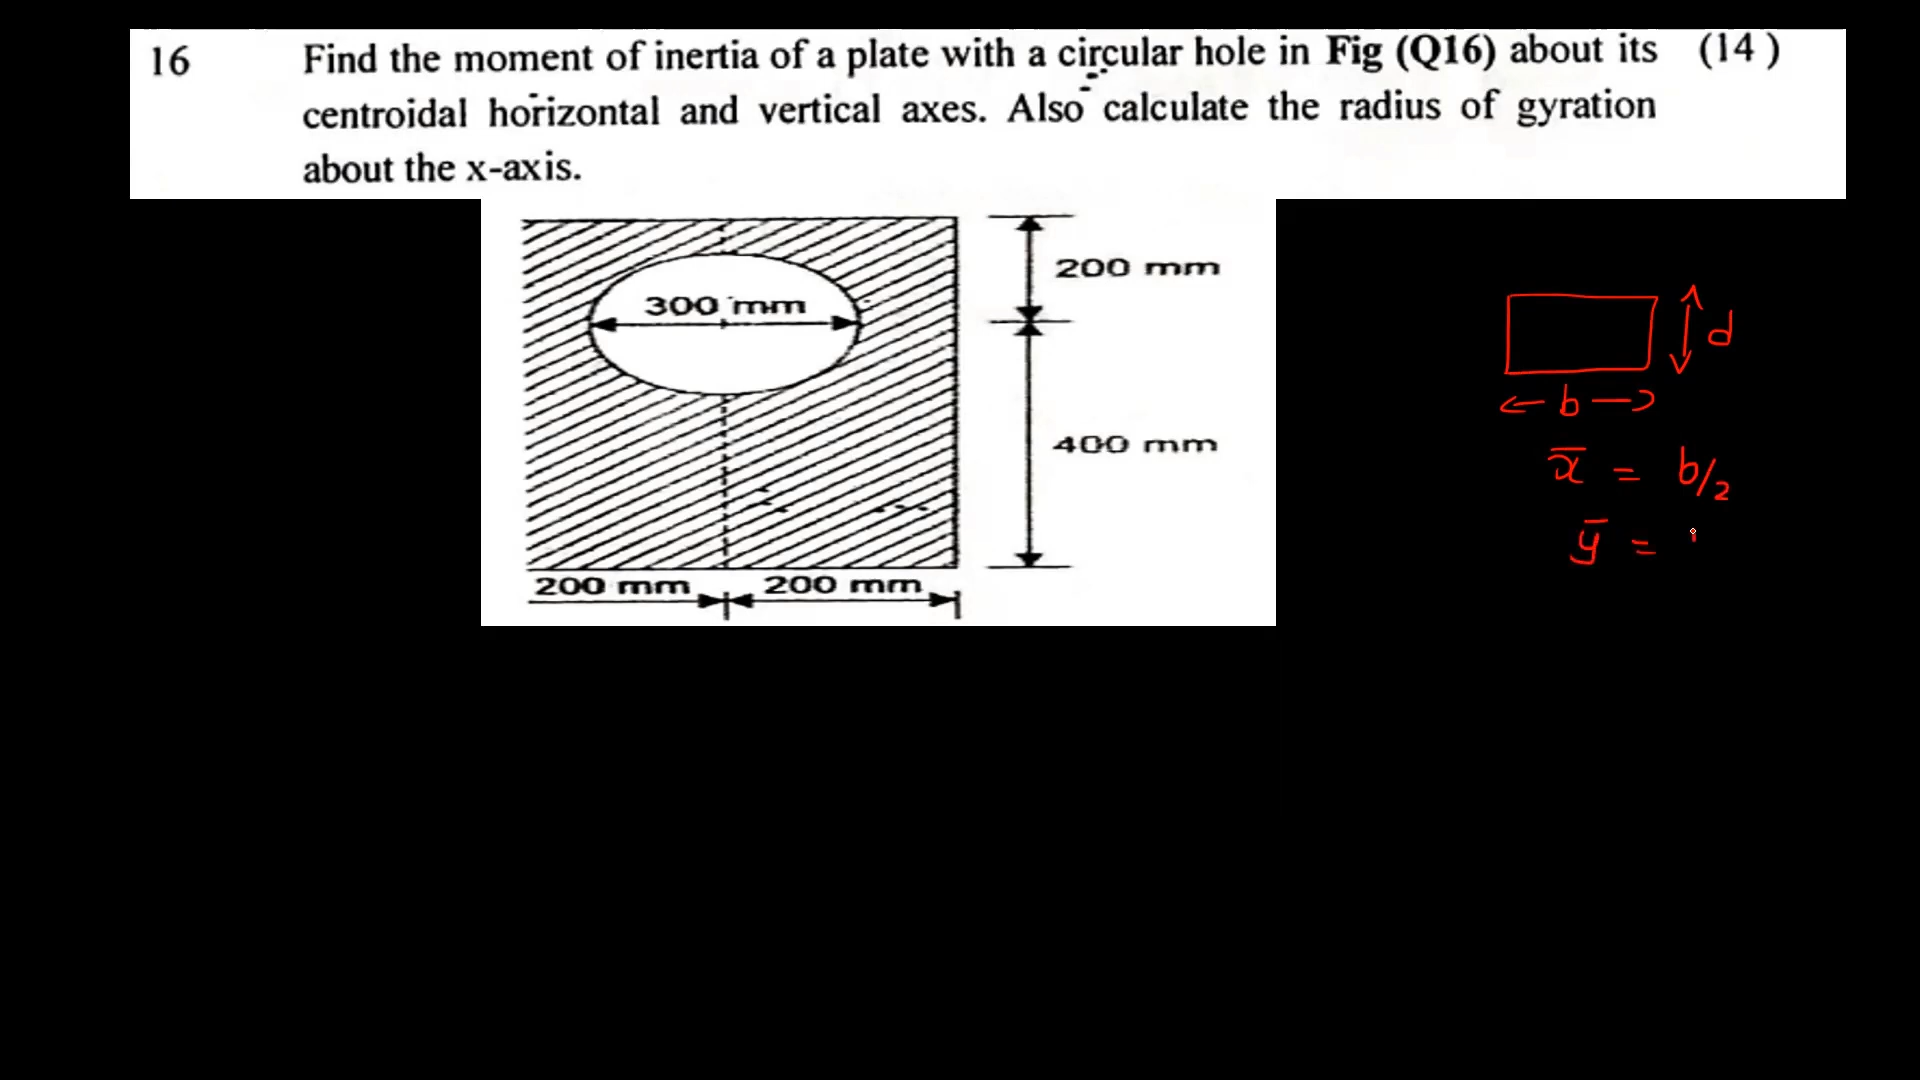 16 Find the moment of inertia of a plate with a circular hole in Fig (Q16) about its (14)
centroidal horizontal and vertical axes. Also calculate the radius of gyration
about the x-axis.
200 mm
300 mm
400 mm
200 mm 200 mm
d
b
x̄ = b/2
ȳ =